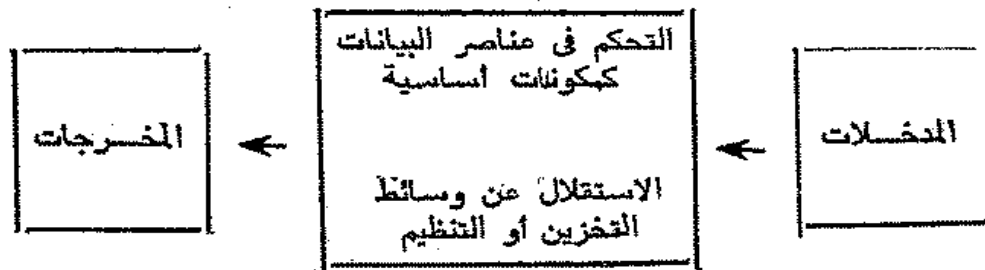 المدخلات
التحكم فى عناصر البيانات
كمكونات أساسية
الاستقلال عن وسائط
التخزين أو التنظيم
المخرجات